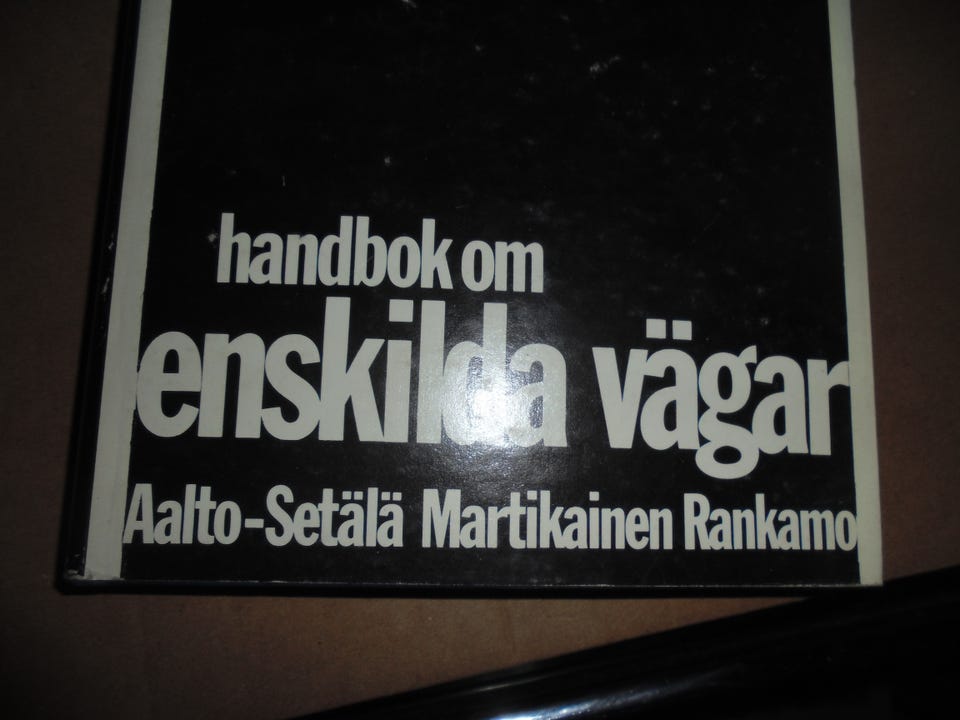 handbok om
enskilda vägar
Aalto-Setälä Martikainen Rankamo